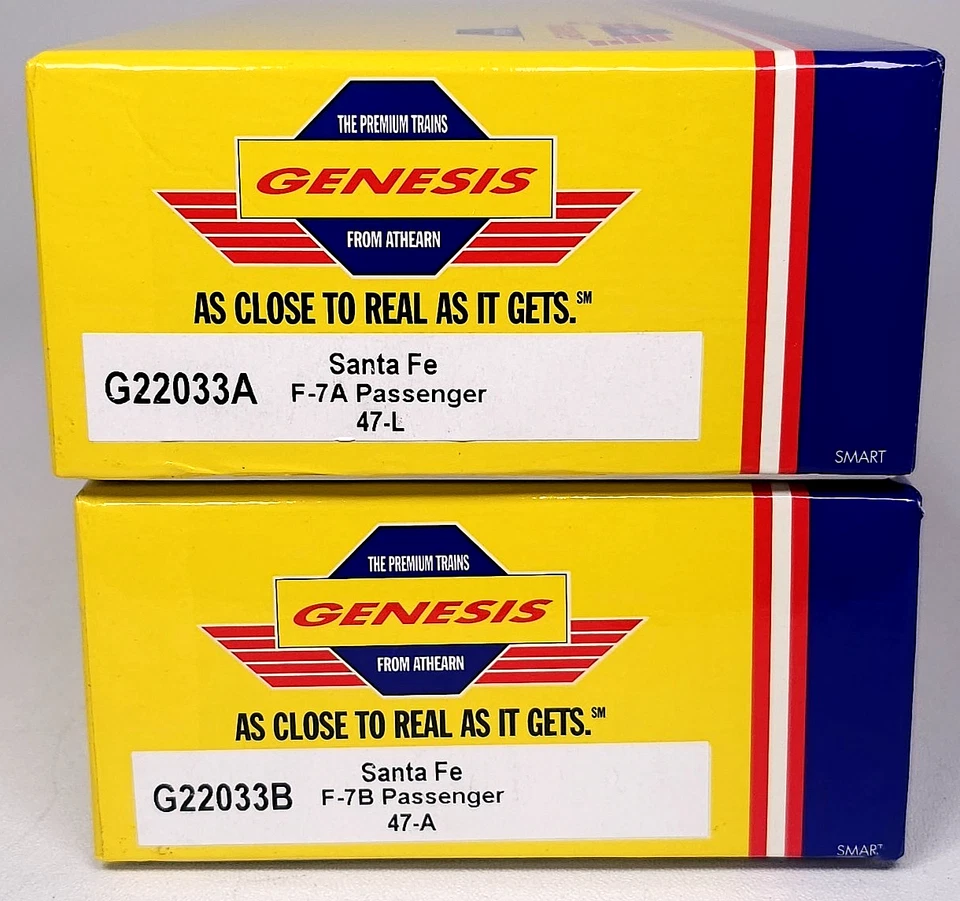 THE PREMIUM TRAINS
GENESIS
FROM ATHEARN
AS CLOSE TO REAL AS IT GETS.℠
G22033A
Santa Fe
F-7A Passenger
47-L
SMART
THE PREMIUM TRAINS
GENESIS
FROM ATHEARN
AS CLOSE TO REAL AS IT GETS.℠
G22033B
Santa Fe
F-7B Passenger
47-A
SMART